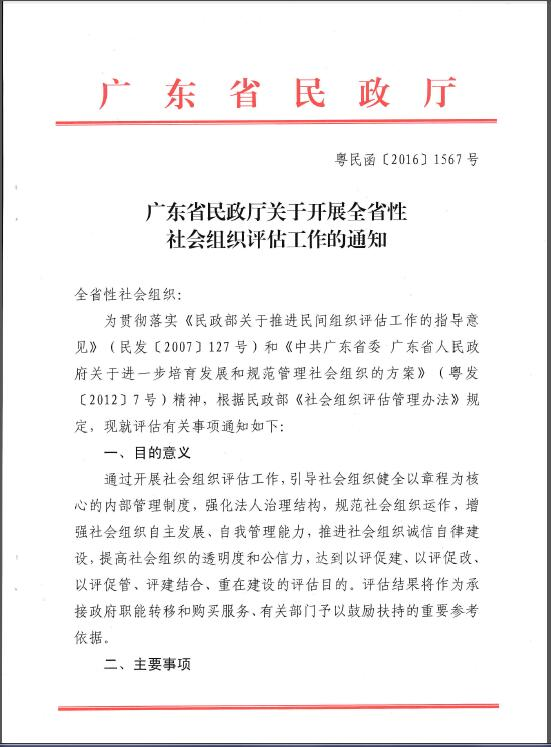 广东省民政厅
粤民函〔2016〕1567号
广东省民政厅关于开展全省性
社会组织评估工作的通知
全省性社会组织：
为贯彻落实《民政部关于推进民间组织评估工作的指导意
见》（民发〔2007〕127号）和《中共广东省委 广东省人民政
府关于进一步培育发展和规范管理社会组织的方案》（粤发
〔2012〕7号）精神，根据民政部《社会组织评估管理办法》规
定，现就评估有关事项通知如下：
一、目的意义
通过开展社会组织评估工作，引导社会组织健全以章程为核
心的内部管理制度，强化法人治理结构，规范社会组织运作，增
强社会组织自主发展、自我管理能力，推进社会组织诚信自律建
设，提高社会组织的透明度和公信力，达到以评促建、以评促改、
以评促管、评建结合、重在建设的评估目的。评估结果将作为承
接政府职能转移和购买服务、有关部门予以鼓励扶持的重要参考
依据。
二、主要事项